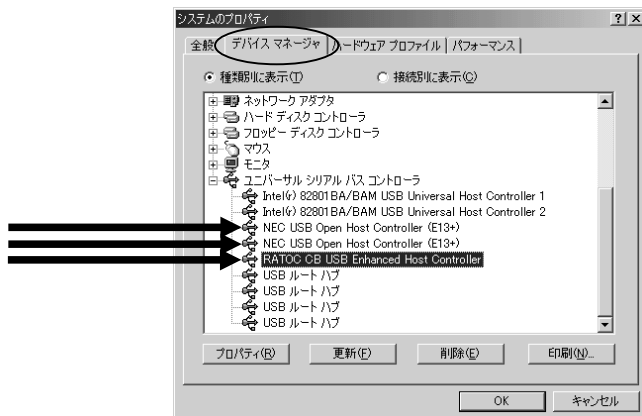 システムのプロパティ
全般 デバイス マネージャ ハードウェア プロファイル パフォーマンス
種類別に表示(T) 接続別に表示(C)
ネットワーク アダプタ
ハード ディスク コントローラ
フロッピー ディスク コントローラ
マウス
モニタ
ユニバーサル シリアル バス コントローラ
Intel(r) 82801BA/BAM USB Universal Host Controller 1
Intel(r) 82801BA/BAM USB Universal Host Controller 2
NEC USB Open Host Controller (E13+)
NEC USB Open Host Controller (E13+)
RATOC CB USB Enhanced Host Controller
USB ルート ハブ
USB ルート ハブ
USB ルート ハブ
USB ルート ハブ
プロパティ(R) 更新(F) 削除(E) 印刷(N)...
OK キャンセル